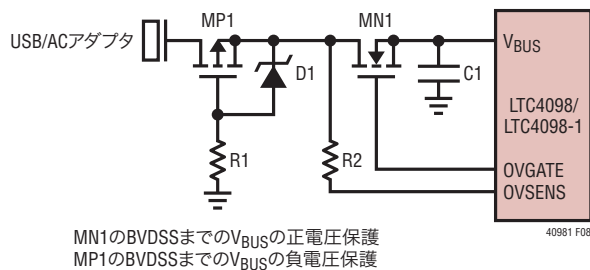 MP1
MN1
USB/ACアダプタ
VBUS
D1
C1
LTC4098/
LTC4098-1
R1
R2
OVGATE
OVSENS
40981 F08
MN1のBVDSSまでのVBUSの正電圧保護
MP1のBVDSSまでのVBUSの負電圧保護